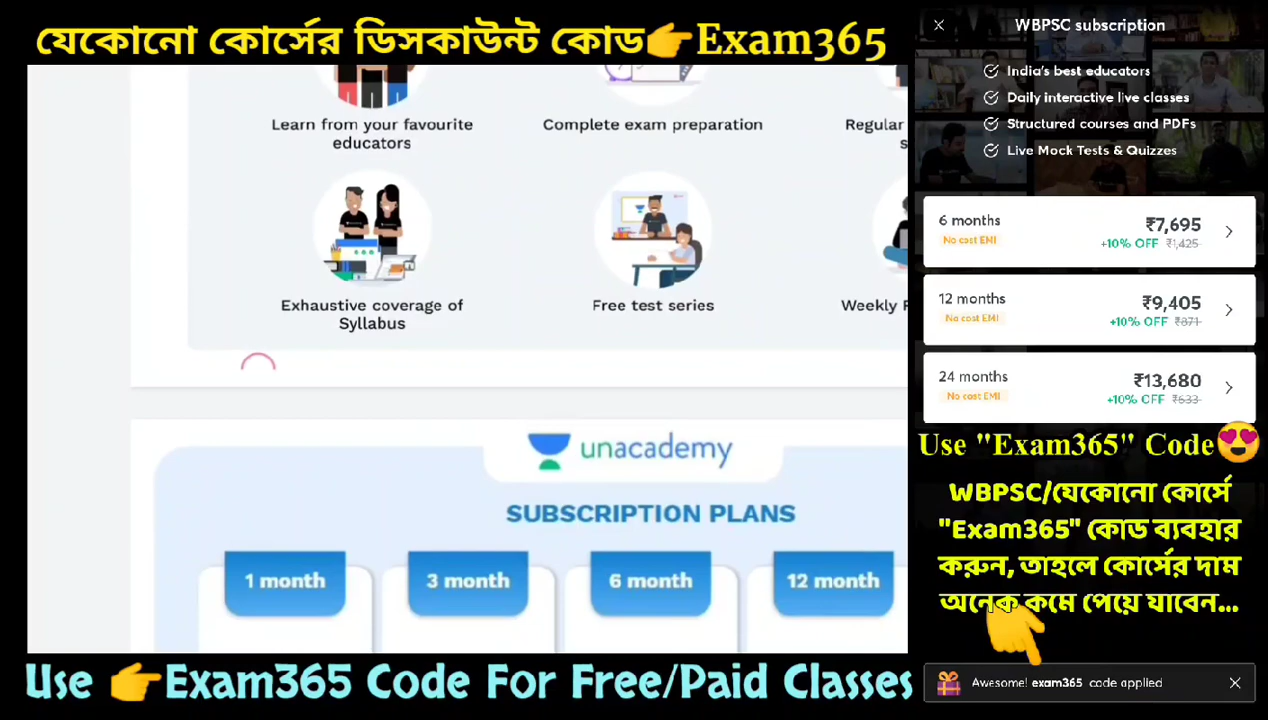 যেকোনো কোর্সের ডিসকাউন্ট কোড👉Exam365
Learn from your favourite
educators
Complete exam preparation
Regular
Exhaustive coverage of
Syllabus
Free test series
Weekly
unacademy
SUBSCRIPTION PLANS
1 month
3 month
6 month
12 month
Use 👉Exam365 Code For Free/Paid Classes
WBPSC subscription
India's best educators
Daily interactive live classes
Structured courses and PDFs
Live Mock Tests & Quizzes
6 months ₹7,695
No cost EMI +10% OFF ₹1,425
12 months ₹9,405
No cost EMI +10% OFF ₹871
24 months ₹13,680
No cost EMI +10% OFF ₹633
Use "Exam365" Code😍
WBPSC/যেকোনো কোর্সে
"Exam365" কোড ব্যবহার
করুন, তাহলে কোর্সের দাম
অনেক কমে পেয়ে যাবেন...
Awesome! exam365 code applied